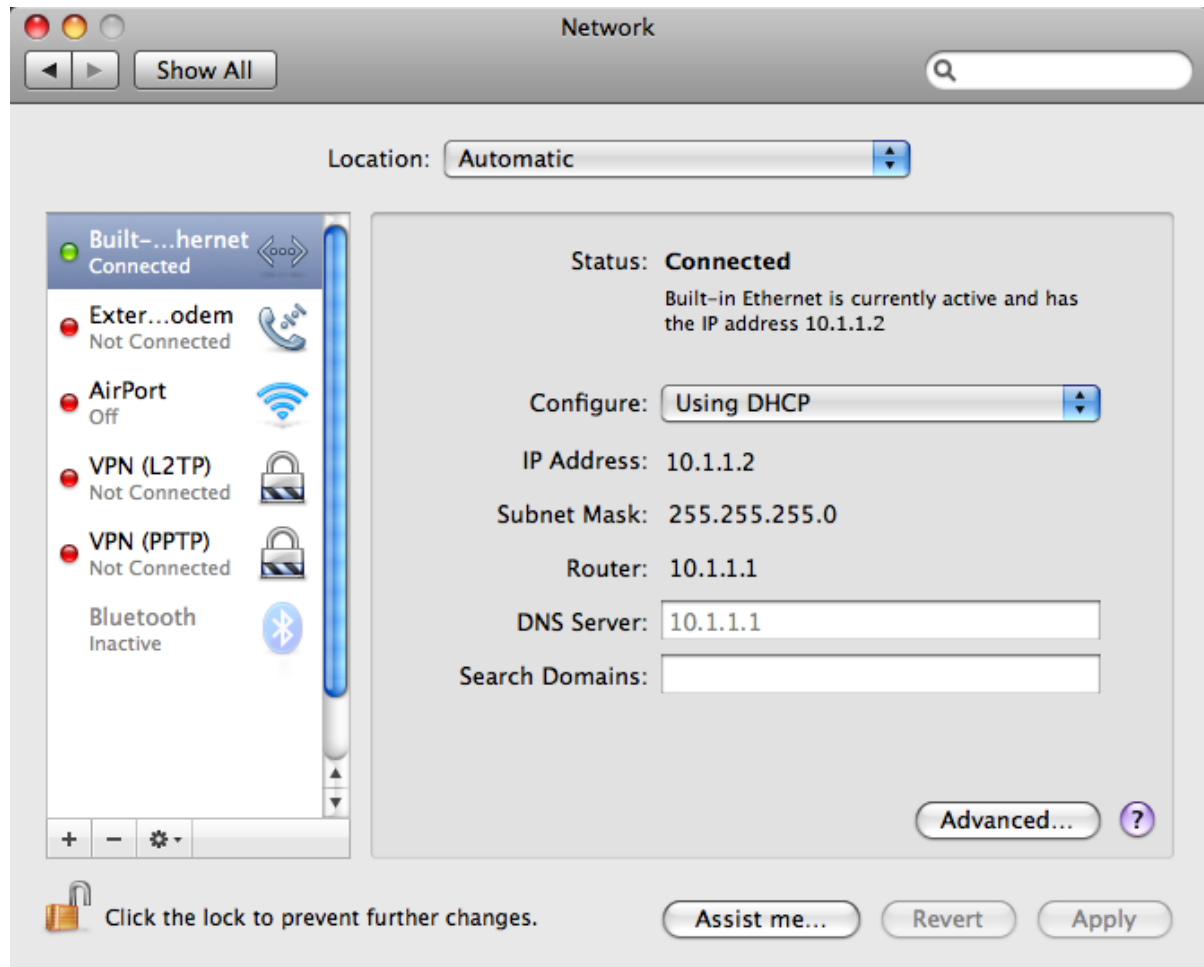 Network
Show All
Location: Automatic
Built-...hernet
Connected
Exter...odem
Not Connected
AirPort
Off
VPN (L2TP)
Not Connected
VPN (PPTP)
Not Connected
Bluetooth
Inactive
Status: Connected
Built-in Ethernet is currently active and has
the IP address 10.1.1.2
Configure: Using DHCP
IP Address: 10.1.1.2
Subnet Mask: 255.255.255.0
Router: 10.1.1.1
DNS Server: 10.1.1.1
Search Domains:
Advanced... ?
Click the lock to prevent further changes.
Assist me... Revert Apply